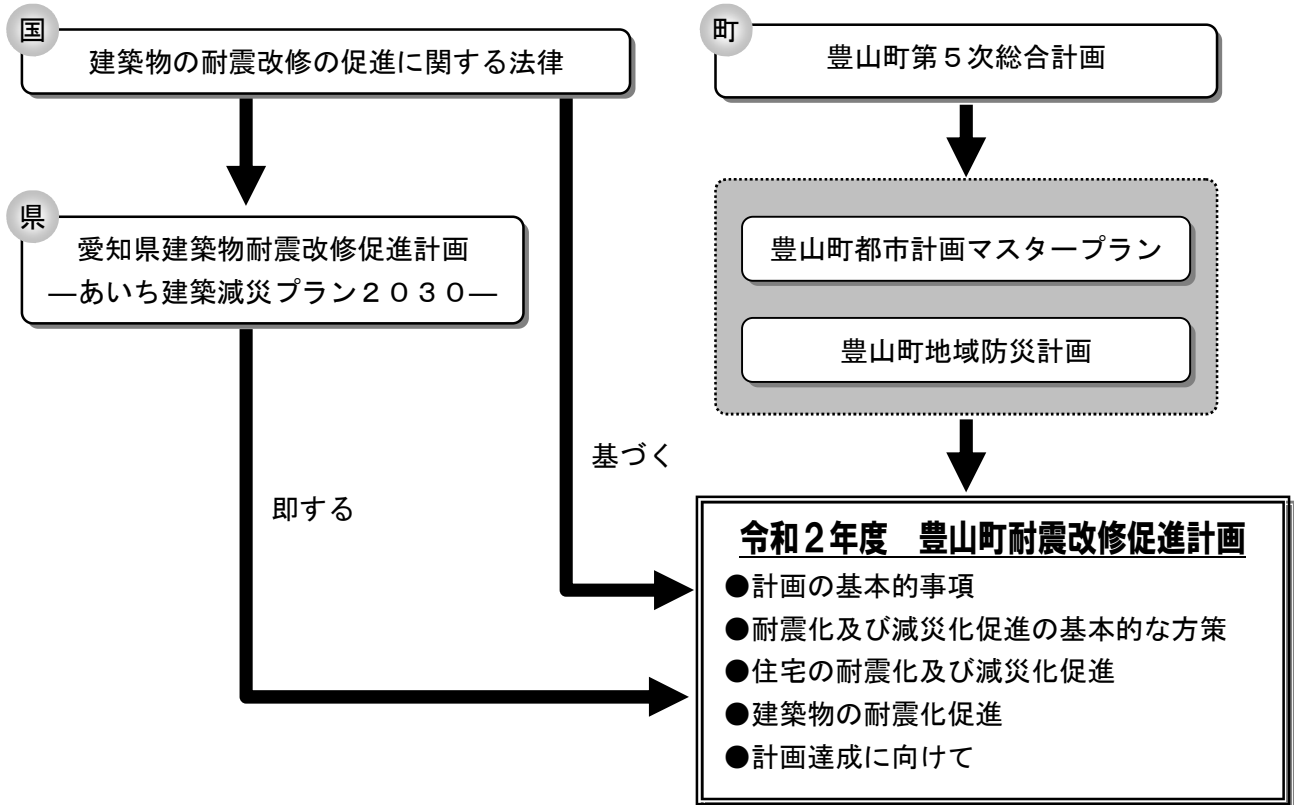 国
建築物の耐震改修の促進に関する法律
県
愛知県建築物耐震改修促進計画
―あいち建築減災プラン２０３０―
町
豊山町第５次総合計画
豊山町都市計画マスタープラン
豊山町地域防災計画
基づく
即する
令和２年度　豊山町耐震改修促進計画
●計画の基本的事項
●耐震化及び減災化促進の基本的な方策
●住宅の耐震化及び減災化促進
●建築物の耐震化促進
●計画達成に向けて